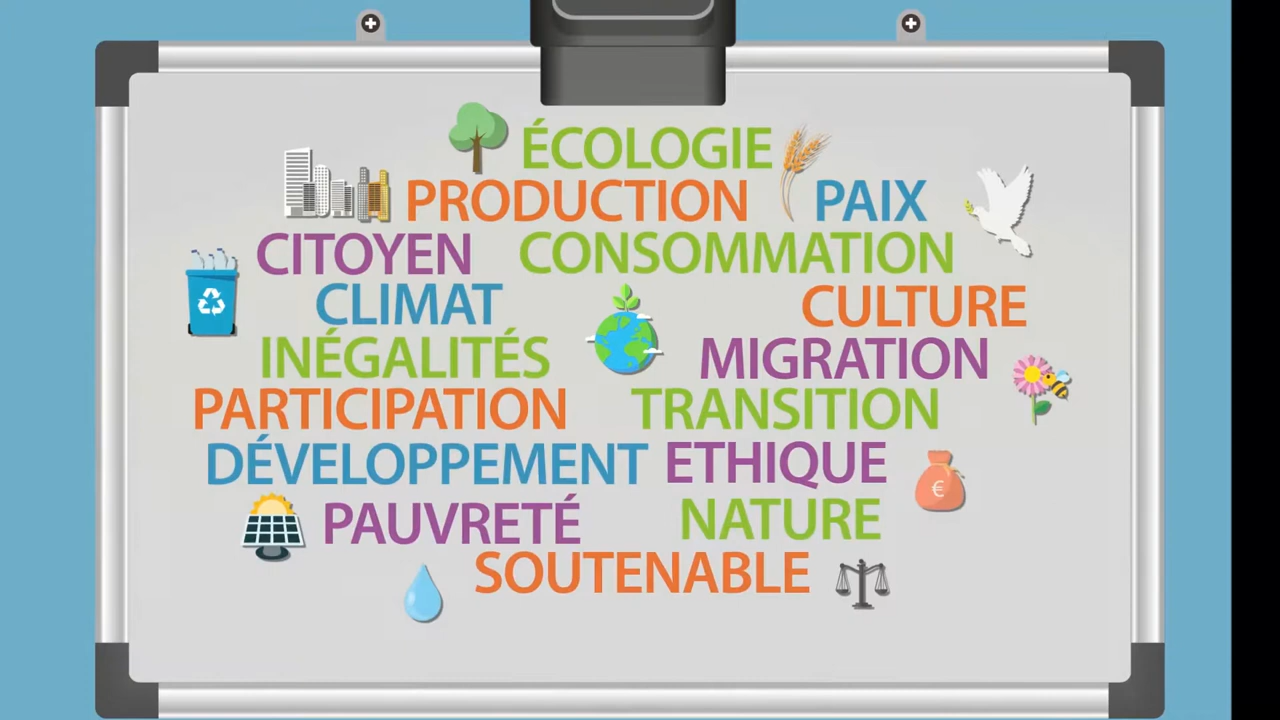 ÉCOLOGIE
PRODUCTION PAIX
CITOYEN CONSOMMATION
CLIMAT CULTURE
INÉGALITÉS MIGRATION
PARTICIPATION TRANSITION
DÉVELOPPEMENT ETHIQUE
€
PAUVRETÉ NATURE
SOUTENABLE